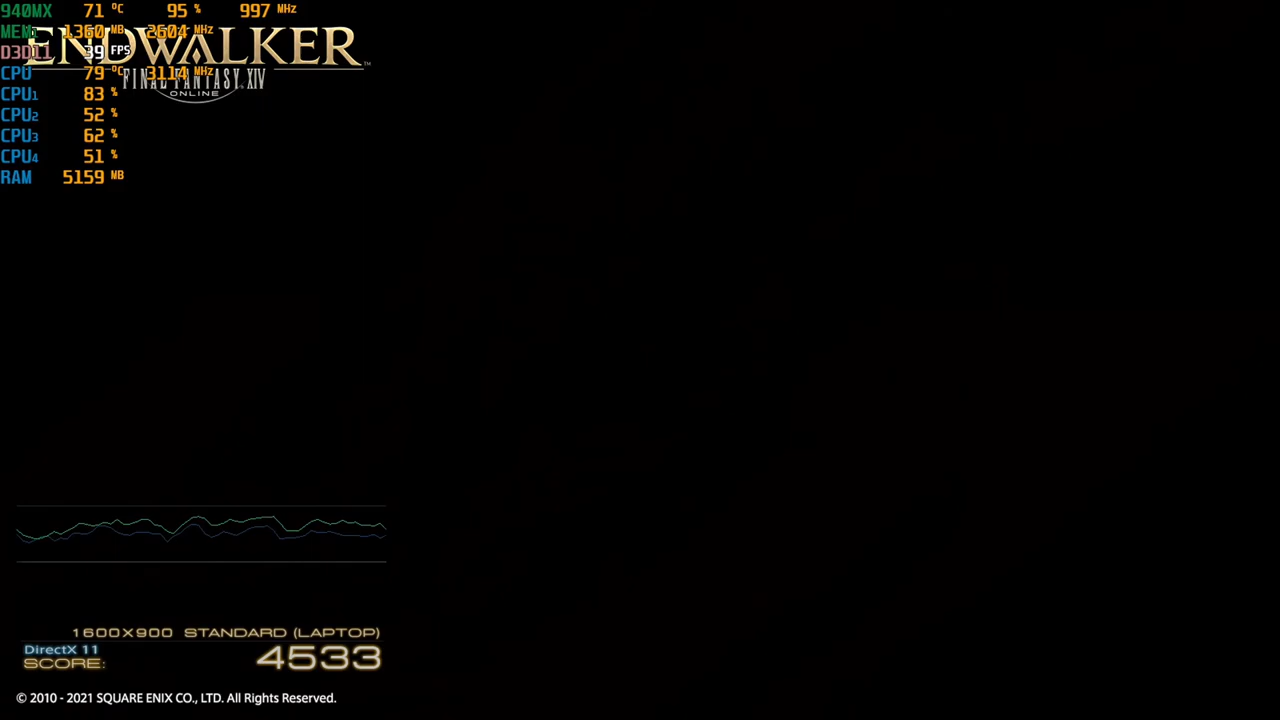 940MX 71 °C 95 % 997 MHz
MEM1 1360 MB 2604 MHz
ENDWALKER™
D3D11 39 FPS
CPU 79 °C 3114 MHz
FINAL FANTASY XIV
ONLINE
CPU1 83 %
CPU2 52 %
CPU3 62 %
CPU4 51 %
RAM 5159 MB
1600X900 STANDARD (LAPTOP)
DirectX 11
SCORE: 4533
© 2010 - 2021 SQUARE ENIX CO., LTD. All Rights Reserved.